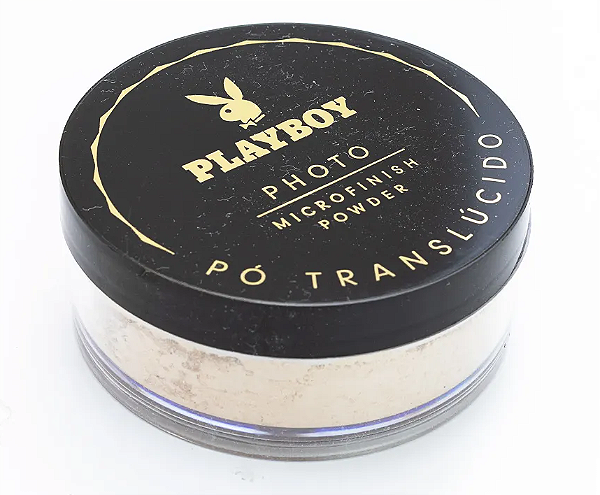 PLAYBOY
PHOTO
MICROFINISH
POWDER
PÓ TRANSLÚCIDO